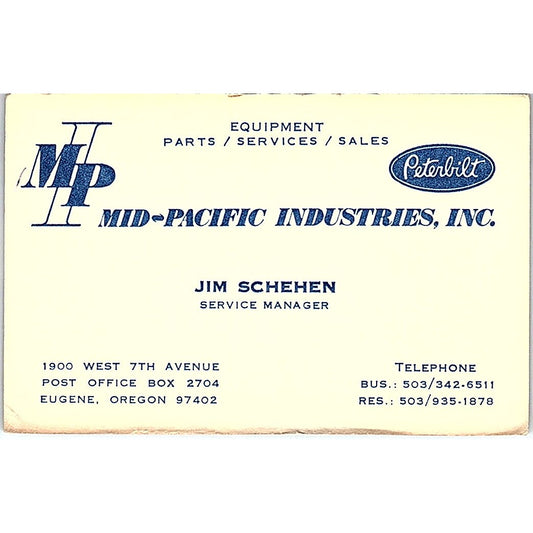 EQUIPMENT
PARTS / SERVICES / SALES
MPI
Peterbilt
MID-PACIFIC INDUSTRIES, INC.
JIM SCHEHEN
SERVICE MANAGER
1900 WEST 7TH AVENUE
POST OFFICE BOX 2704
EUGENE, OREGON 97402
TELEPHONE
BUS.: 503/342-6511
RES.: 503/935-1878